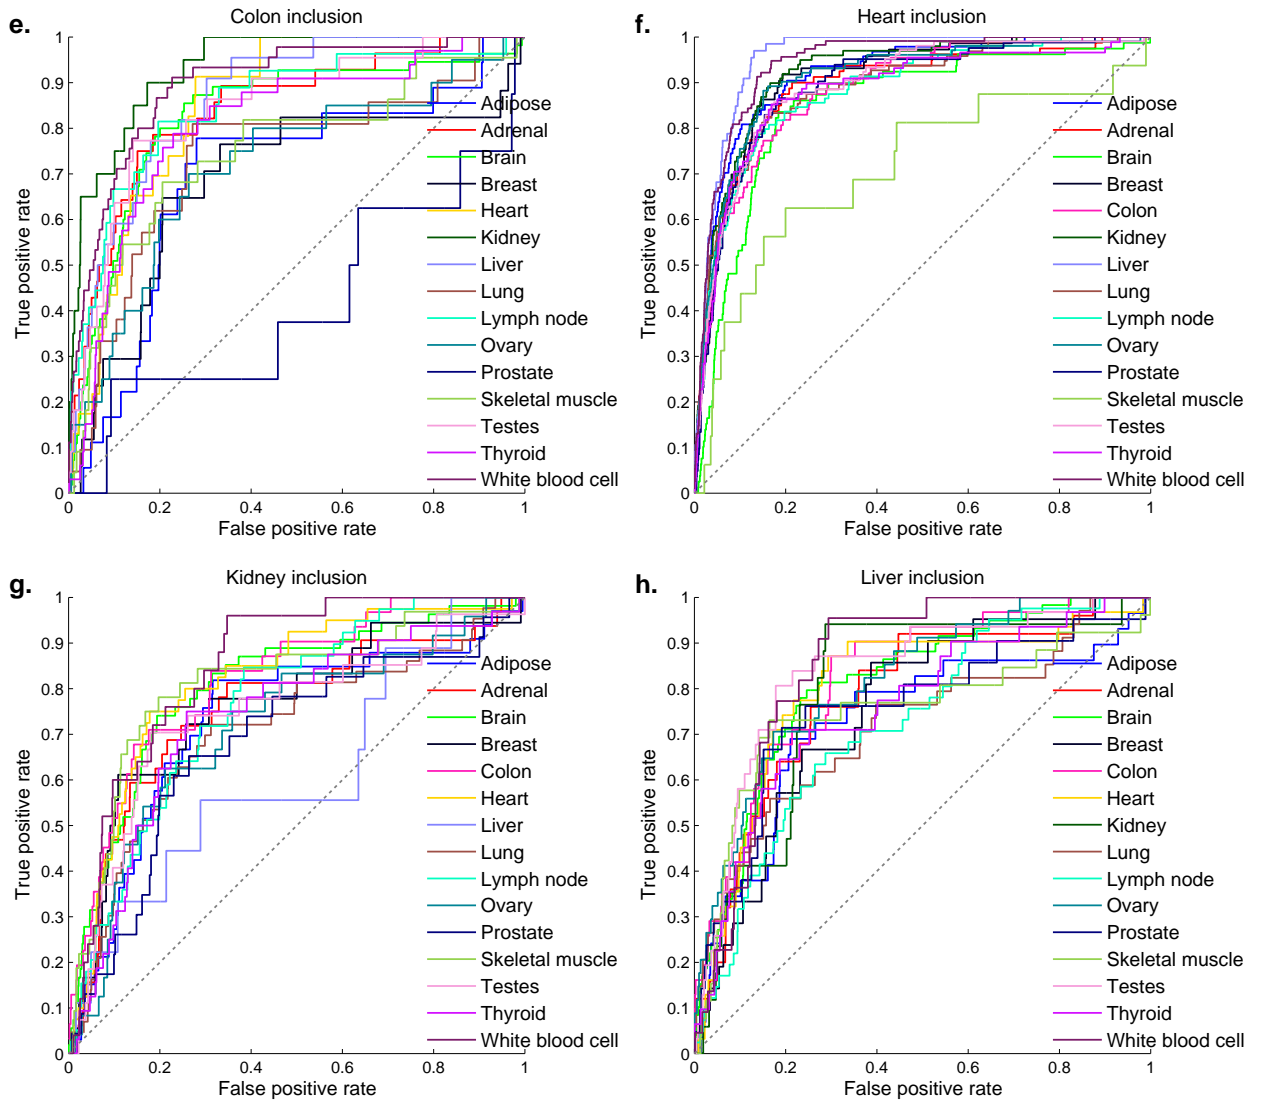 e.
Colon inclusion
1
0.9
0.8
0.7
0.6
0.5
0.4
0.3
0.2
0.1
0
True positive rate
0 0.2 0.4 0.6 0.8 1
False positive rate
Adipose
Adrenal
Brain
Breast
Heart
Kidney
Liver
Lung
Lymph node
Ovary
Prostate
Skeletal muscle
Testes
Thyroid
White blood cell
f.
Heart inclusion
1
0.9
0.8
0.7
0.6
0.5
0.4
0.3
0.2
0.1
0
True positive rate
0 0.2 0.4 0.6 0.8 1
False positive rate
Adipose
Adrenal
Brain
Breast
Colon
Kidney
Liver
Lung
Lymph node
Ovary
Prostate
Skeletal muscle
Testes
Thyroid
White blood cell
g.
Kidney inclusion
1
0.9
0.8
0.7
0.6
0.5
0.4
0.3
0.2
0.1
0
True positive rate
0 0.2 0.4 0.6 0.8 1
False positive rate
Adipose
Adrenal
Brain
Breast
Colon
Heart
Liver
Lung
Lymph node
Ovary
Prostate
Skeletal muscle
Testes
Thyroid
White blood cell
h.
Liver inclusion
1
0.9
0.8
0.7
0.6
0.5
0.4
0.3
0.2
0.1
0
True positive rate
0 0.2 0.4 0.6 0.8 1
False positive rate
Adipose
Adrenal
Brain
Breast
Colon
Heart
Kidney
Lung
Lymph node
Ovary
Prostate
Skeletal muscle
Testes
Thyroid
White blood cell